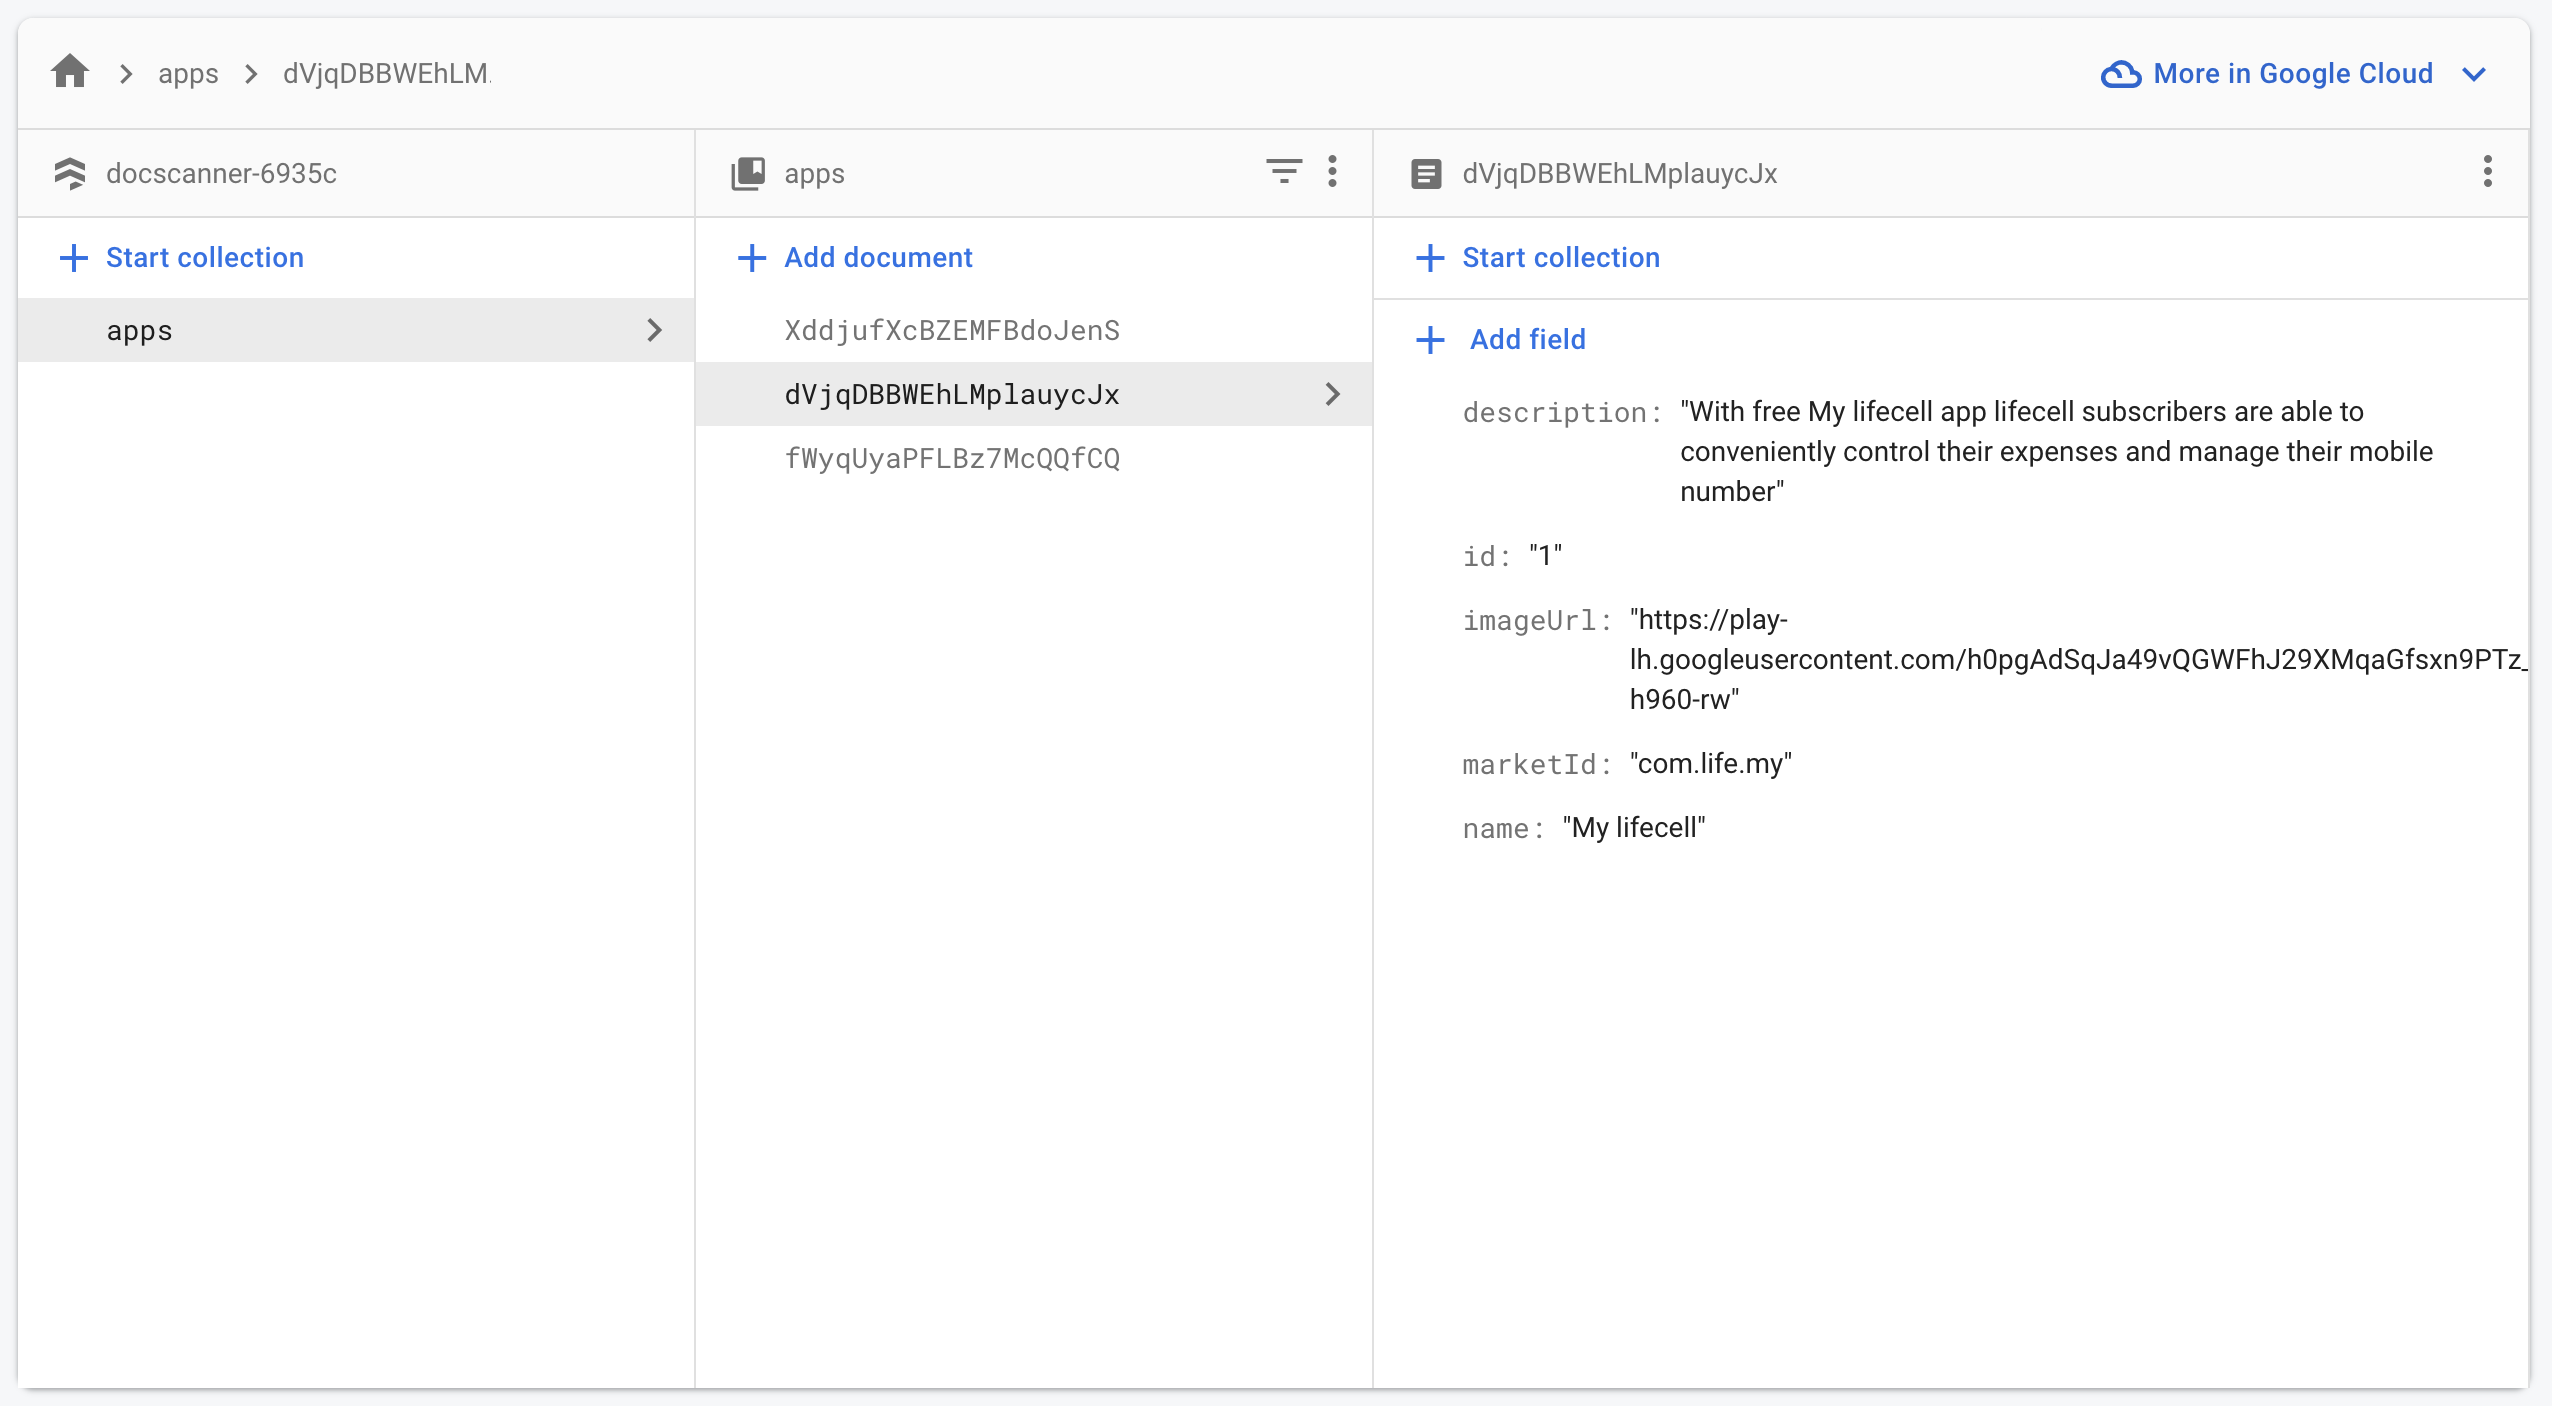 apps
dVjqDBBWEhLM.
More in Google Cloud
docscanner-6935c
apps
dVjqDBBWEhLMplauycJx
Start collection
Add document
Start collection
apps
XddjufXcBZEMFBdoJenS
dVjqDBBWEhLMplauycJx
fWyqUyaPFLBz7McQQfCQ
Add field
description: "With free My lifecell app lifecell subscribers are able to
conveniently control their expenses and manage their mobile
number"
id: "1"
imageUrl: "https://play-
lh.googleusercontent.com/h0pgAdSqJa49vQGWFhJ29XMqaGfsxn9PTz_
h960-rw"
marketId: "com.life.my"
name: "My lifecell"